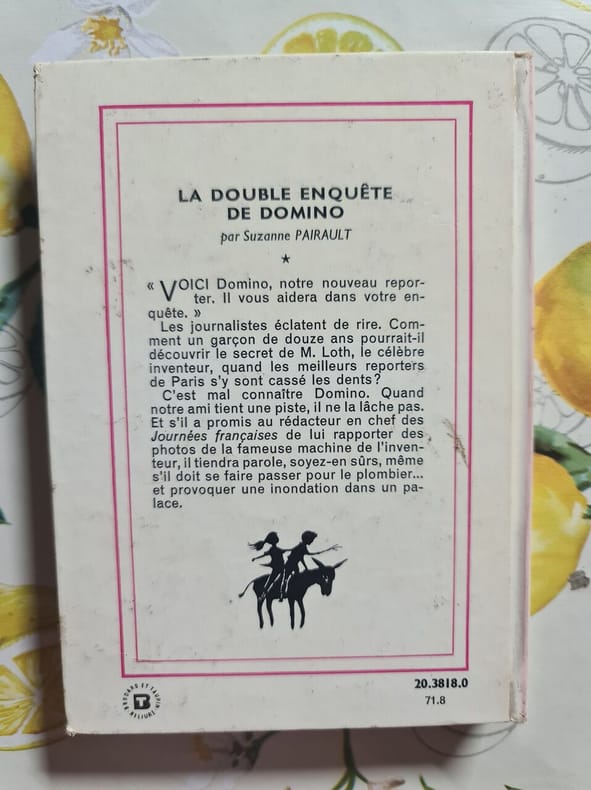 LA DOUBLE ENQUÊTE
DE DOMINO
par Suzanne PAIRAULT
★
« VOICI Domino, notre nouveau repor-
ter. Il vous aidera dans votre en-
quête. »
Les journalistes éclatent de rire. Com-
ment un garçon de douze ans pourrait-il
découvrir le secret de M. Loth, le célèbre
inventeur, quand les meilleurs reporters
de Paris s'y sont cassé les dents?
C'est mal connaître Domino. Quand
notre ami tient une piste, il ne la lâche pas.
Et s'il a promis au rédacteur en chef des
Journées françaises de lui rapporter des
photos de la fameuse machine de l'inven-
teur, il tiendra parole, soyez-en sûrs, même
s'il doit se faire passer pour le plombier...
et provoquer une inondation dans un pa-
lace.
BRODARD ET TAUPIN
RELIURE
20.3818.0
71.8